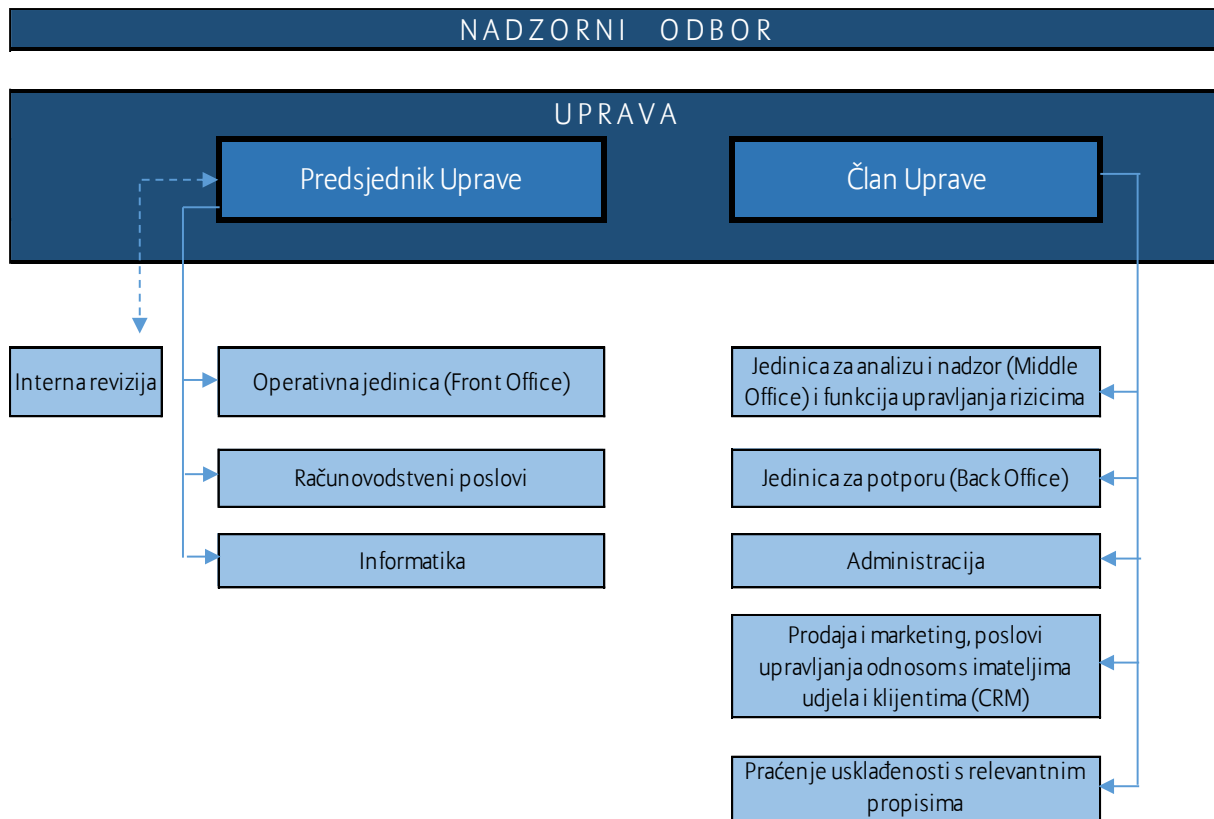 NADZORNI ODBOR
UPRAVA
Predsjednik Uprave
Član Uprave
Interna revizija
Operativna jedinica (Front Office)
Računovodstveni poslovi
Informatika
Jedinica za analizu i nadzor (Middle
Office) i funkcija upravljanja rizicima
Jedinica za potporu (Back Office)
Administracija
Prodaja i marketing, poslovi
upravljanja odnosom s imateljima
udjela i klijentima (CRM)
Praćenje usklađenosti s relevantnim
propisima